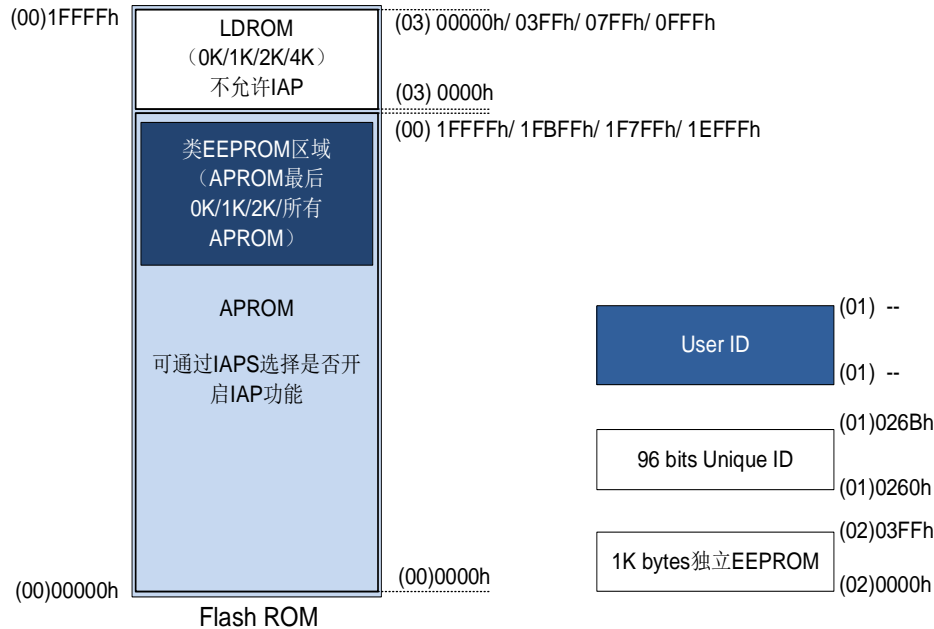 (00)1FFFFh
LDROM
（0K/1K/2K/4K）
不允许IAP
(03) 00000h/ 03FFh/ 07FFh/ 0FFFh
(03) 0000h
(00) 1FFFFh/ 1FBFFh/ 1F7FFh/ 1EFFFh
类EEPROM区域
（APROM最后
0K/1K/2K/所有
APROM）
APROM
可通过IAPS选择是否开
启IAP功能
(00)00000h
(00)0000h
Flash ROM
(01) --
User ID
(01) --
(01)026Bh
96 bits Unique ID
(01)0260h
(02)03FFh
1K bytes独立EEPROM
(02)0000h